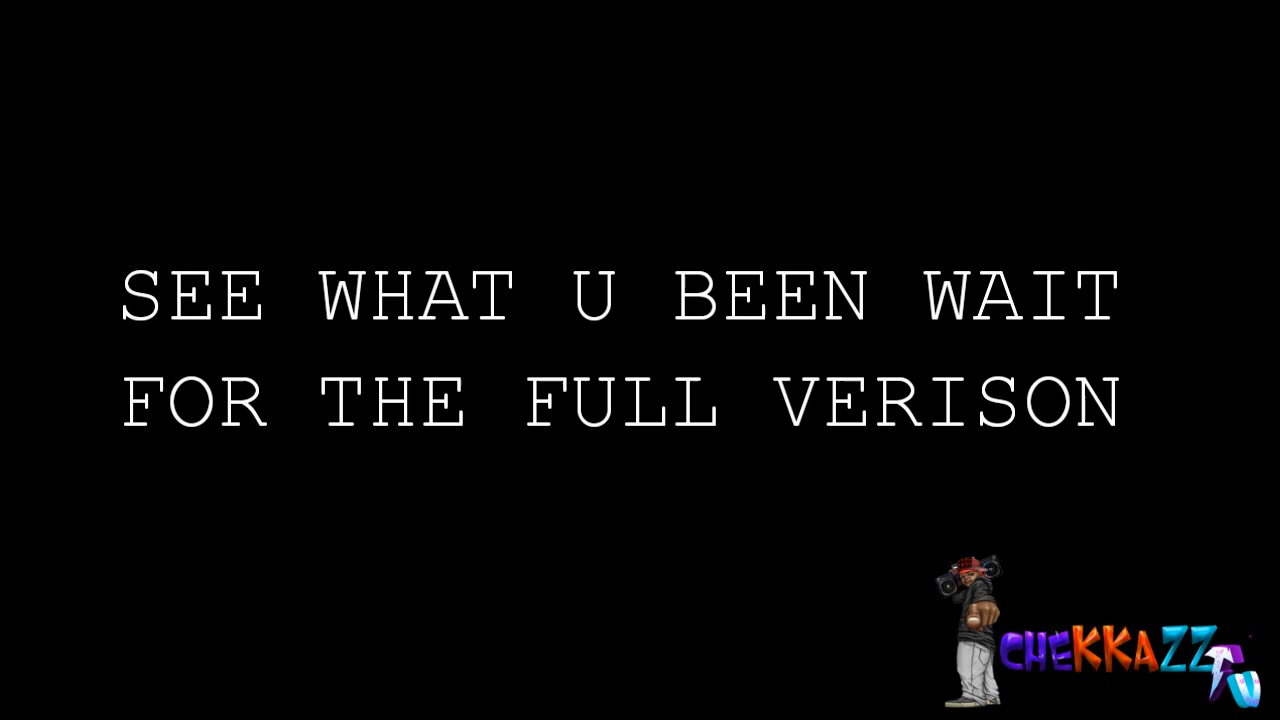 SEE WHAT U BEEN WAIT
FOR THE FULL VERISON
CHEKKAZZ TV